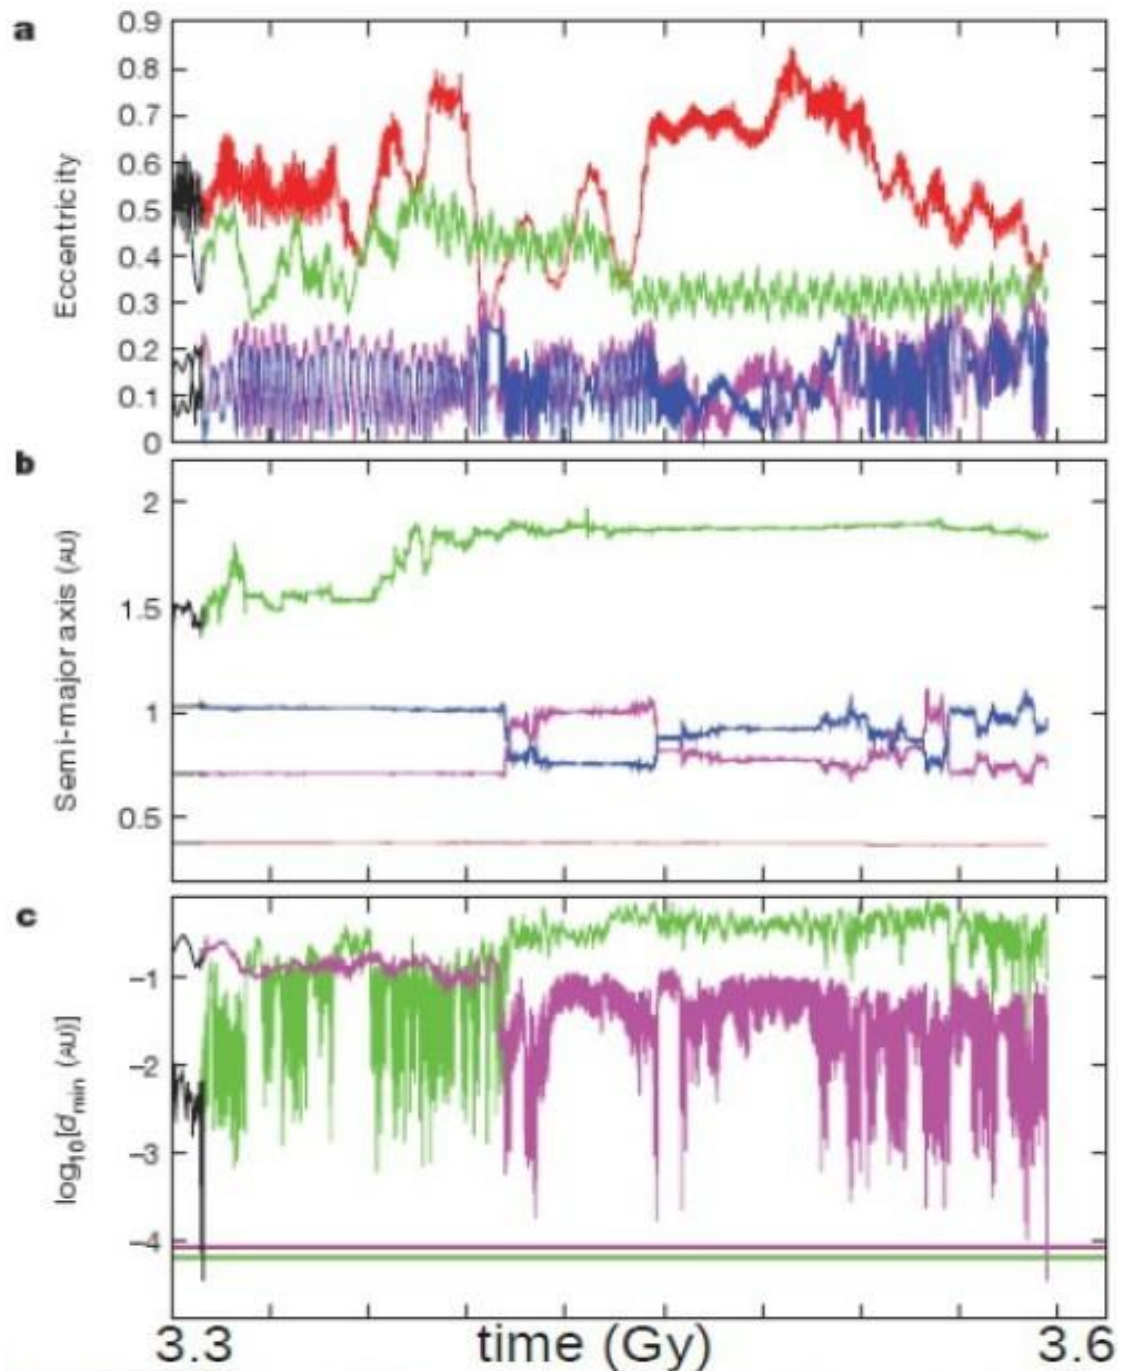 a
0.9
0.8
0.7
0.6
0.5
0.4
0.3
0.2
0.1
0
Eccentricity
b
2
1.5
1
0.5
Semi-major axis (AU)
c
–1
–2
–3
–4
log10[dmin (AU)]
3.3 time (Gy) 3.6